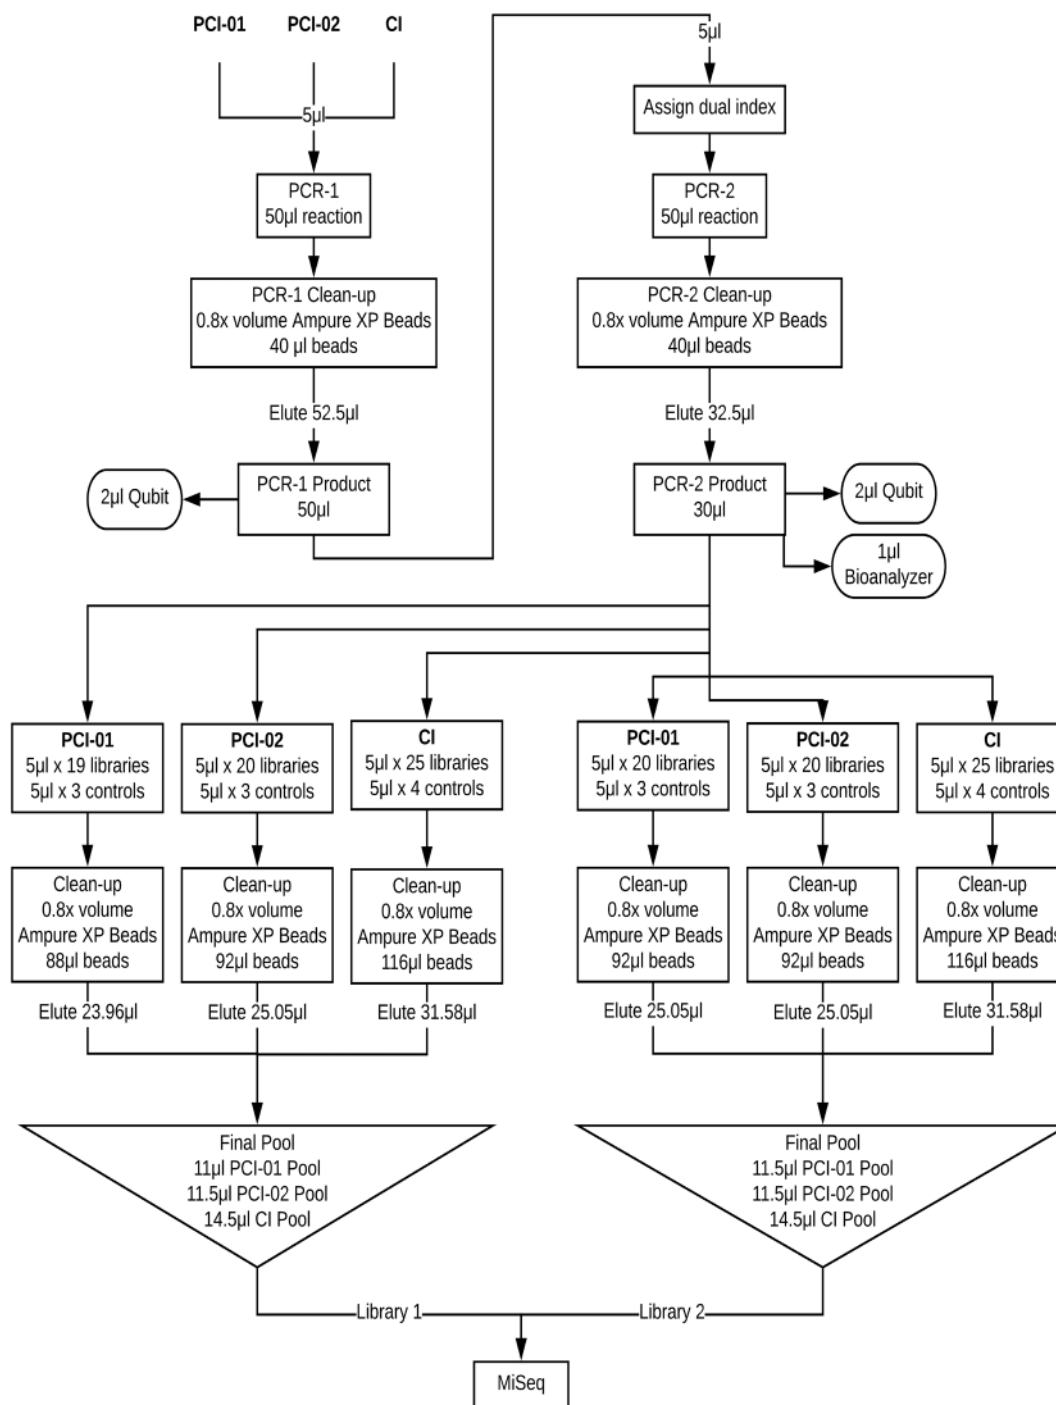 PCI-01 PCI-02 CI
5µl
PCR-1
50µl reaction
PCR-1 Clean-up
0.8x volume Ampure XP Beads
40 µl beads
Elute 52.5µl
PCR-1 Product
50µl
2µl Qubit
5µl
Assign dual index
PCR-2
50µl reaction
PCR-2 Clean-up
0.8x volume Ampure XP Beads
40µl beads
Elute 32.5µl
PCR-2 Product
30µl
2µl Qubit
1µl
Bioanalyzer
PCI-01
5µl x 19 libraries
5µl x 3 controls
Clean-up
0.8x volume
Ampure XP Beads
88µl beads
Elute 23.96µl
PCI-02
5µl x 20 libraries
5µl x 3 controls
Clean-up
0.8x volume
Ampure XP Beads
92µl beads
Elute 25.05µl
CI
5µl x 25 libraries
5µl x 4 controls
Clean-up
0.8x volume
Ampure XP Beads
116µl beads
Elute 31.58µl
Final Pool
11µl PCI-01 Pool
11.5µl PCI-02 Pool
14.5µl CI Pool
PCI-01
5µl x 20 libraries
5µl x 3 controls
Clean-up
0.8x volume
Ampure XP Beads
92µl beads
Elute 25.05µl
PCI-02
5µl x 20 libraries
5µl x 3 controls
Clean-up
0.8x volume
Ampure XP Beads
92µl beads
Elute 25.05µl
CI
5µl x 25 libraries
5µl x 4 controls
Clean-up
0.8x volume
Ampure XP Beads
116µl beads
Elute 31.58µl
Final Pool
11.5µl PCI-01 Pool
11.5µl PCI-02 Pool
14.5µl CI Pool
Library 1
Library 2
MiSeq